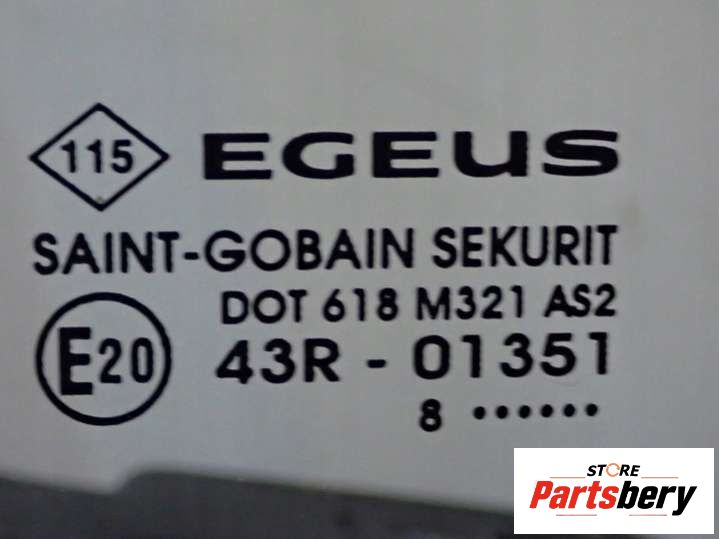 115 EGEUS
SAINT-GOBAIN SEKURIT
DOT 618 M321 AS2
E20 43R - 01351
8 ••••••
STORE
Partsbery